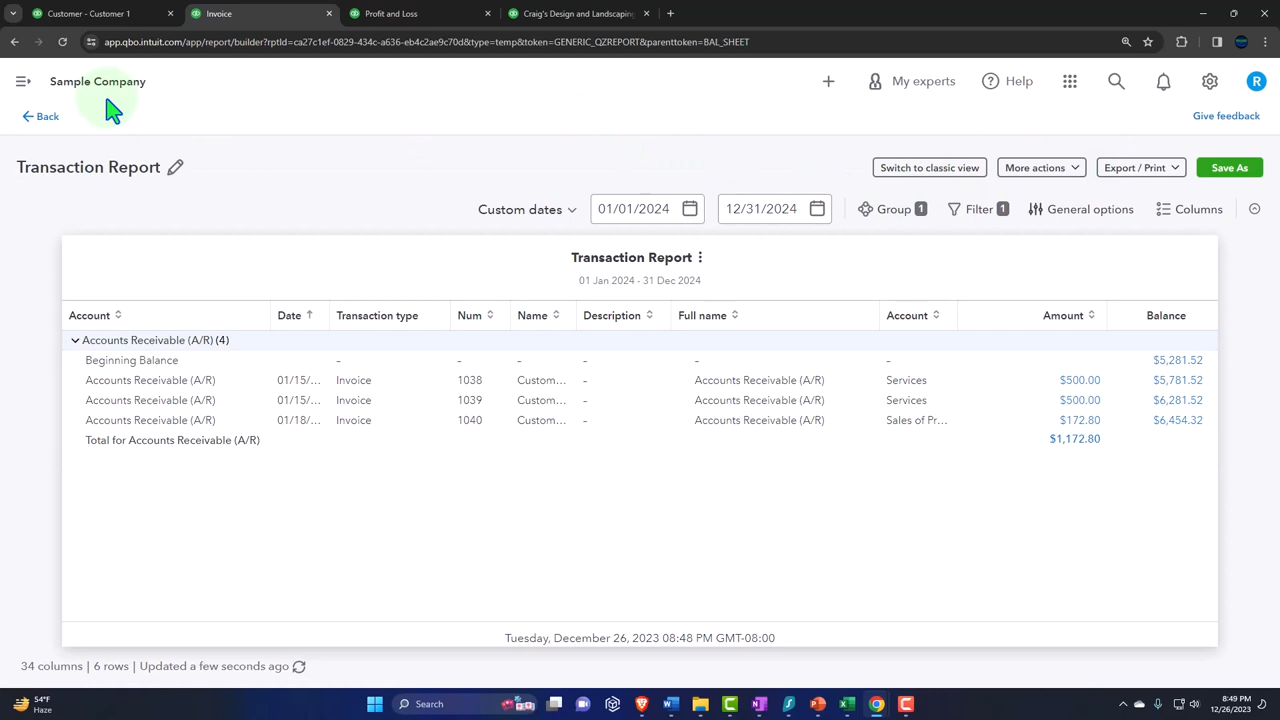 Customer - Customer 1
Invoice
Profit and Loss
Craig's Design and Landscaping
app.qbo.intuit.com/app/report/builder?rptId=ca27c1ef-0829-434c-a636-eb4c2ae9c70d&type=temp&token=GENERIC_QZREPORT&parenttoken=BAL_SHEET
Sample Company
My experts
Help
R
Back
Give feedback
Transaction Report
Switch to classic view
More actions
Export / Print
Save As
Custom dates
01/01/2024
12/31/2024
Group 1
Filter 1
General options
Columns
Transaction Report
01 Jan 2024 - 31 Dec 2024
Account Date Transaction type Num Name Description Full name Account Amount Balance
Accounts Receivable (A/R) (4)
Beginning Balance - - - - - - $5,281.52
Accounts Receivable (A/R) 01/15/... Invoice 1038 Custom... - Accounts Receivable (A/R) Services $500.00 $5,781.52
Accounts Receivable (A/R) 01/15/... Invoice 1039 Custom... - Accounts Receivable (A/R) Services $500.00 $6,281.52
Accounts Receivable (A/R) 01/18/... Invoice 1040 Custom... - Accounts Receivable (A/R) Sales of Pr... $172.80 $6,454.32
Total for Accounts Receivable (A/R) $1,172.80
Tuesday, December 26, 2023 08:48 PM GMT-08:00
34 columns | 6 rows | Updated a few seconds ago
54°F
Haze
Search
8:49 PM
12/26/2023